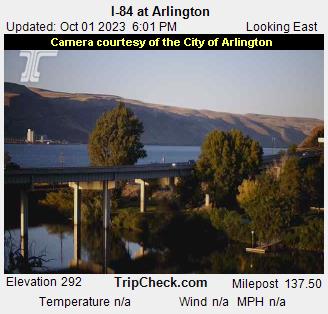 I-84 at Arlington
Updated: Oct 01 2023 6:01 PM Looking East
Camera courtesy of the City of Arlington
Elevation 292 TripCheck.com Milepost 137.50
Temperature n/a Wind n/a MPH n/a